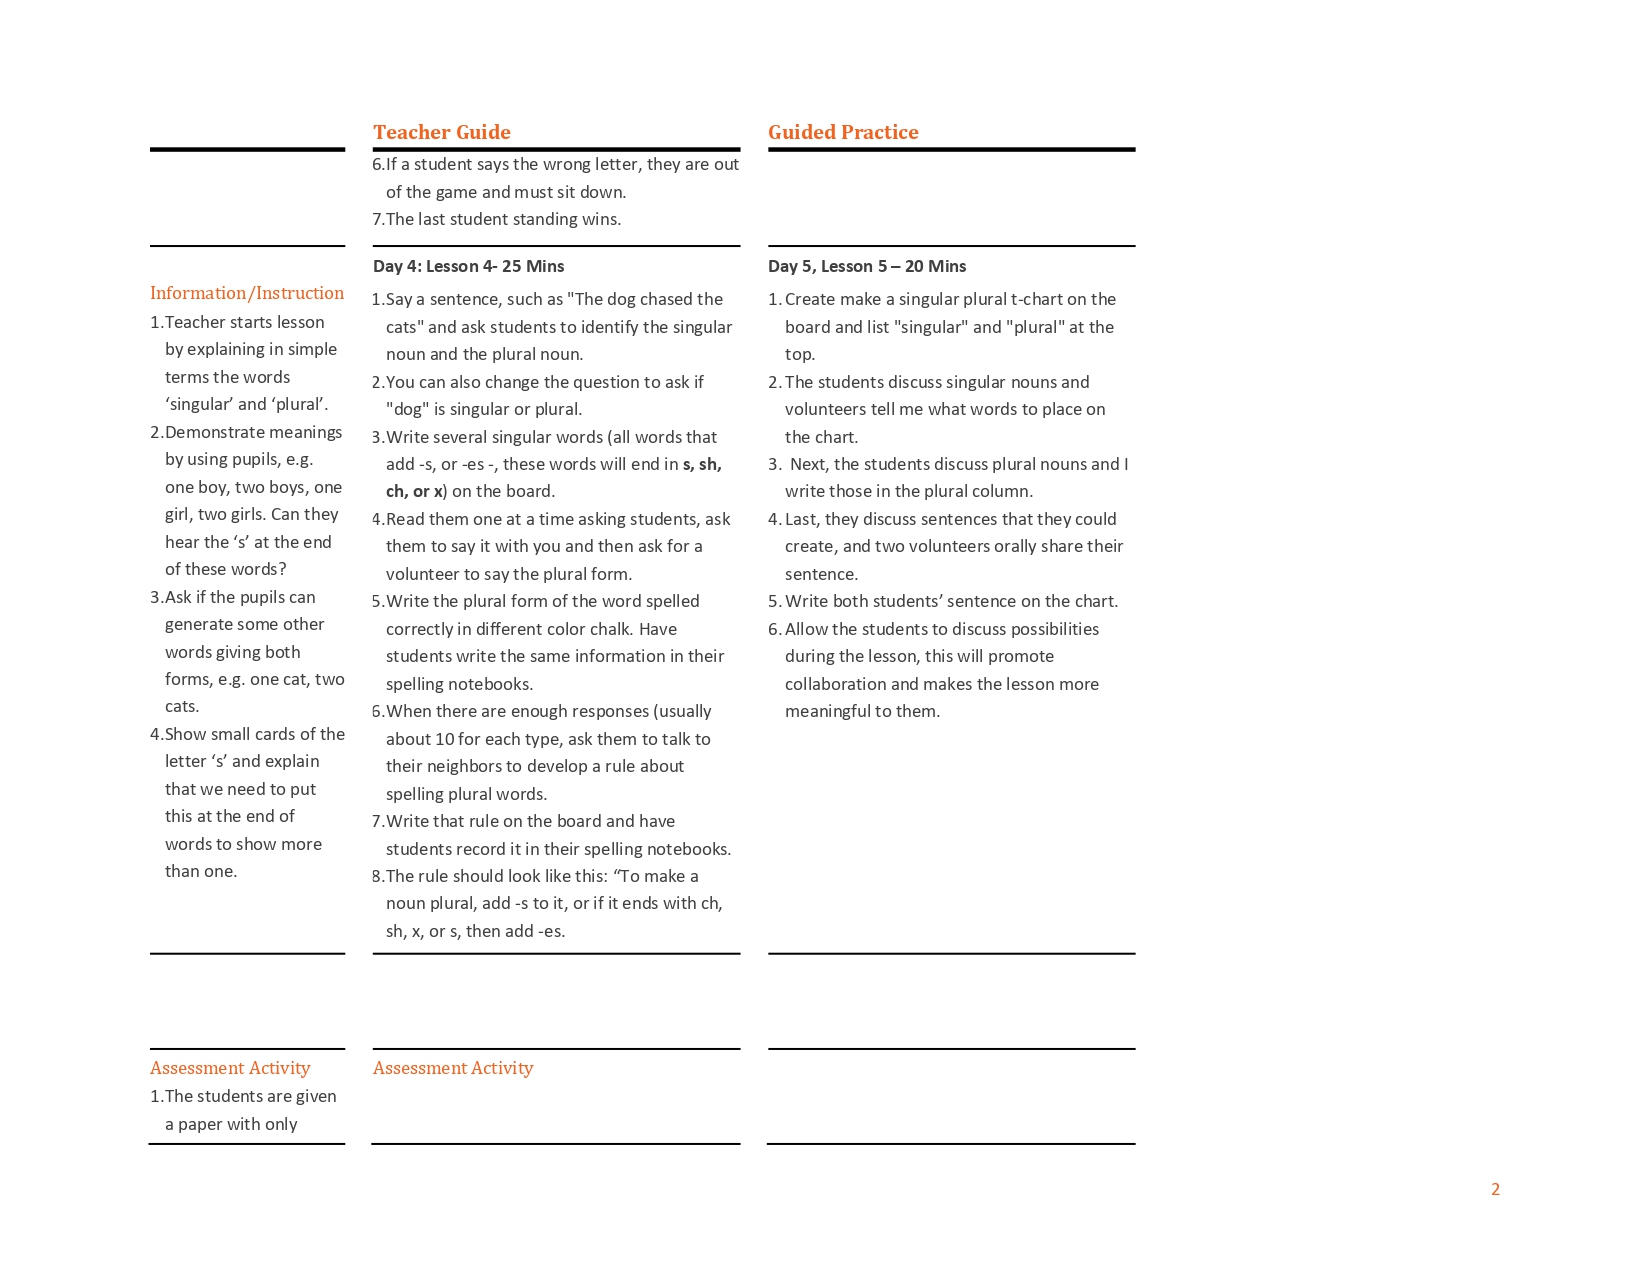 Teacher Guide
Guided Practice
6.If a student says the wrong letter, they are out
of the game and must sit down.
7.The last student standing wins.
Information/Instruction
1.Teacher starts lesson
by explaining in simple
terms the words
‘singular’ and ‘plural’.
2.Demonstrate meanings
by using pupils, e.g.
one boy, two boys, one
girl, two girls. Can they
hear the ‘s’ at the end
of these words?
3.Ask if the pupils can
generate some other
words giving both
forms, e.g. one cat, two
cats.
4.Show small cards of the
letter ‘s’ and explain
that we need to put
this at the end of
words to show more
than one.
Day 4: Lesson 4- 25 Mins
1.Say a sentence, such as "The dog chased the
cats" and ask students to identify the singular
noun and the plural noun.
2.You can also change the question to ask if
"dog" is singular or plural.
3.Write several singular words (all words that
add -s, or -es -, these words will end in s, sh,
ch, or x) on the board.
4.Read them one at a time asking students, ask
them to say it with you and then ask for a
volunteer to say the plural form.
5.Write the plural form of the word spelled
correctly in different color chalk. Have
students write the same information in their
spelling notebooks.
6.When there are enough responses (usually
about 10 for each type, ask them to talk to
their neighbors to develop a rule about
spelling plural words.
7.Write that rule on the board and have
students record it in their spelling notebooks.
8.The rule should look like this: “To make a
noun plural, add -s to it, or if it ends with ch,
sh, x, or s, then add -es.
Day 5, Lesson 5 – 20 Mins
1. Create make a singular plural t-chart on the
board and list "singular" and "plural" at the
top.
2. The students discuss singular nouns and
volunteers tell me what words to place on
the chart.
3. Next, the students discuss plural nouns and I
write those in the plural column.
4. Last, they discuss sentences that they could
create, and two volunteers orally share their
sentence.
5. Write both students’ sentence on the chart.
6. Allow the students to discuss possibilities
during the lesson, this will promote
collaboration and makes the lesson more
meaningful to them.
Assessment Activity
1.The students are given
a paper with only
Assessment Activity
2